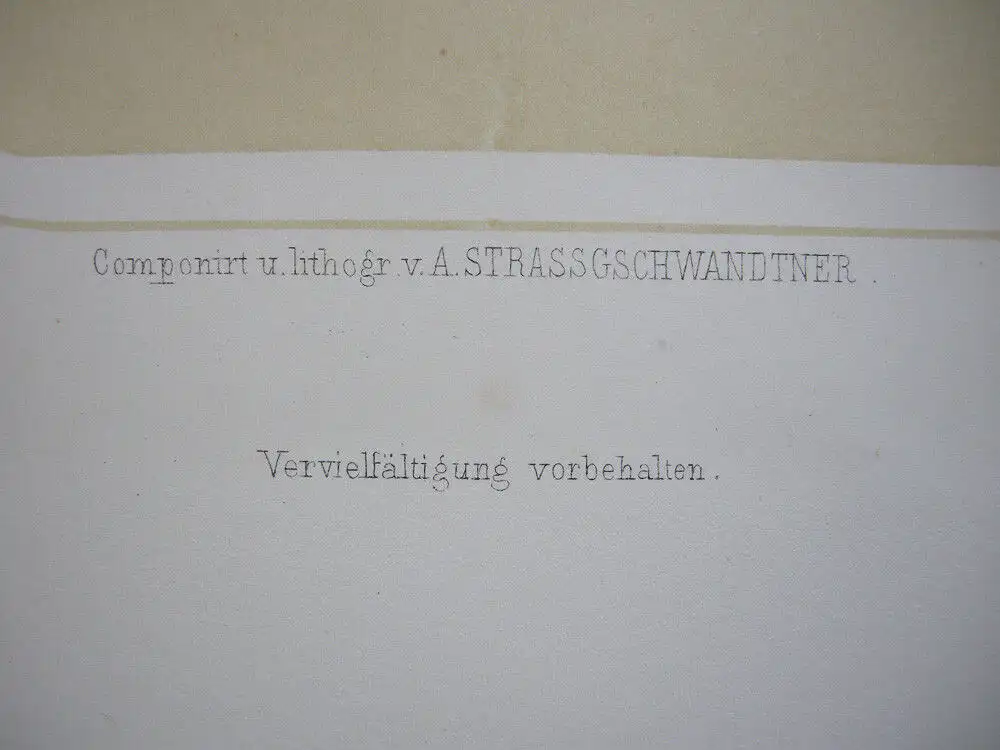 Componirt u. lithogr. v. A. STRASSGSCHWANDTNER.
Vervielfältigung vorbehalten.